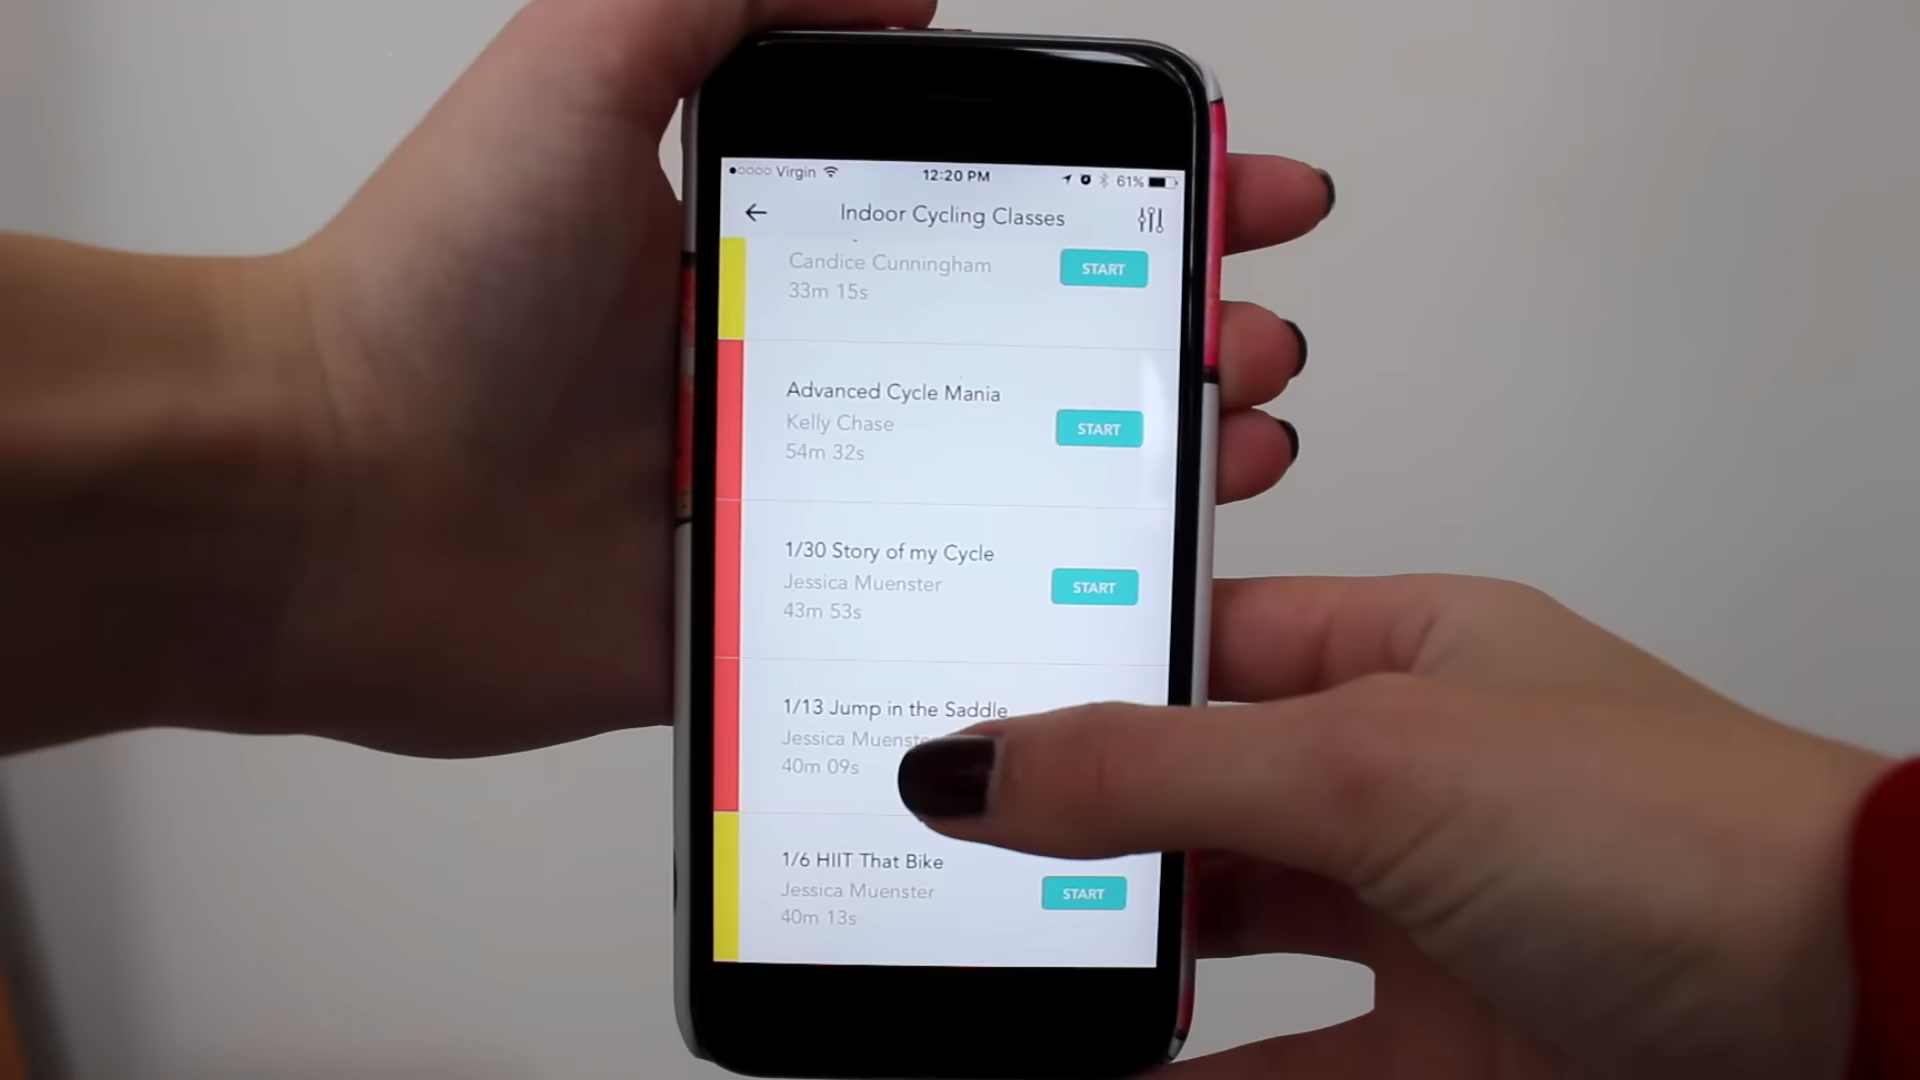 Virgin 12:20 PM 61%
Indoor Cycling Classes
Candice Cunningham
33m 15s
START
Advanced Cycle Mania
Kelly Chase
54m 32s
START
1/30 Story of my Cycle
Jessica Muenster
43m 53s
START
1/13 Jump in the Saddle
Jessica Muenste
40m 09s
1/6 HIIT That Bike
Jessica Muenster
40m 13s
START